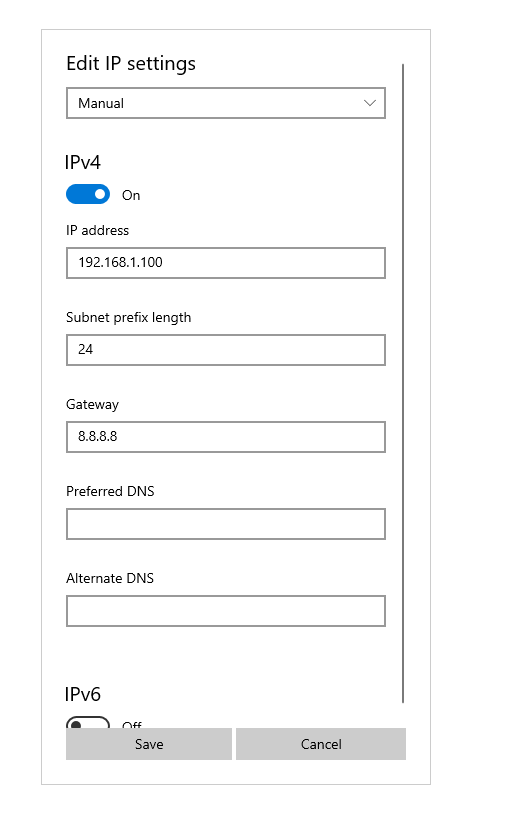 Edit IP settings
Manual
IPv4
On
IP address
192.168.1.100
Subnet prefix length
24
Gateway
8.8.8.8
Preferred DNS
Alternate DNS
IPv6
Off
Save Cancel